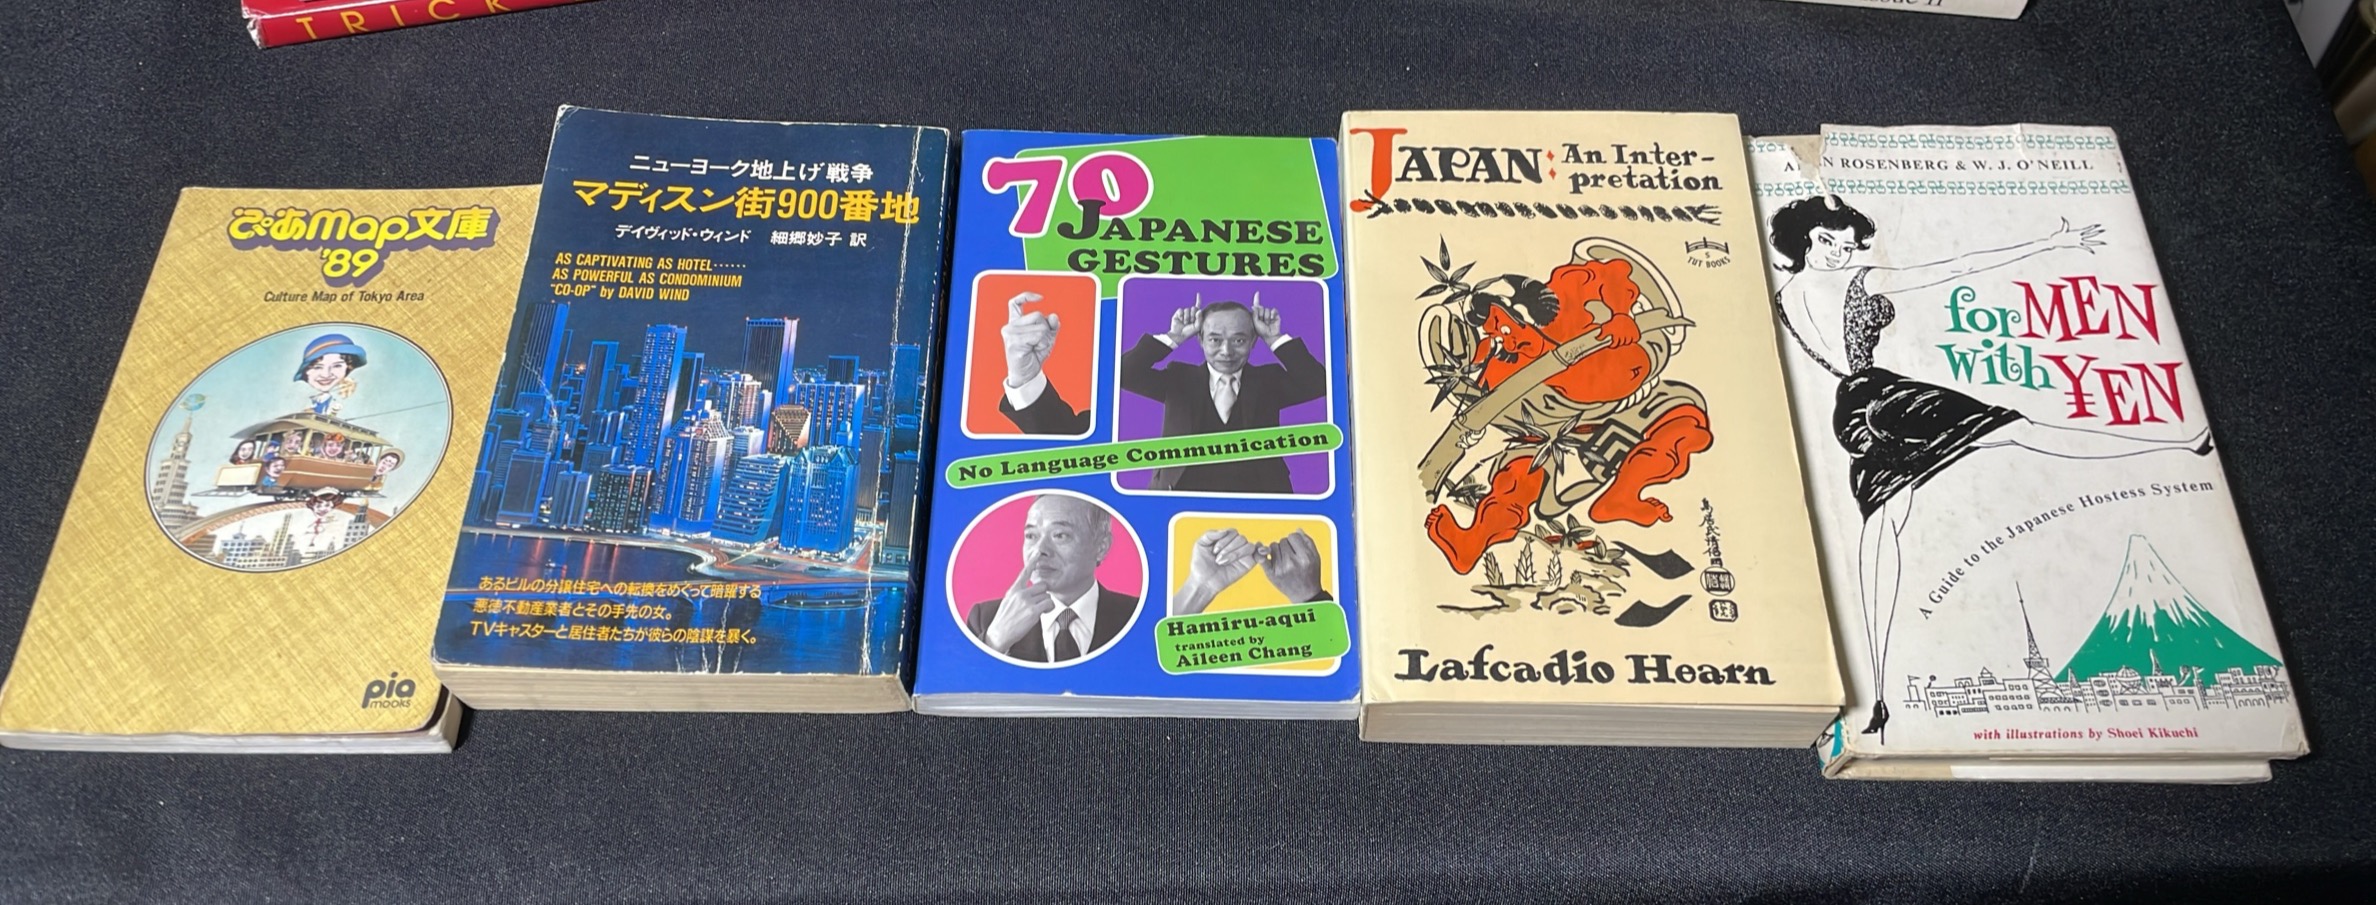 TRICK
ぴあMap文庫
'89
Culture Map of Tokyo Area
pia
mooks
ニューヨーク地上げ戦争
マディスン街900番地
デイヴィッド・ウィンド 細郷妙子 訳
AS CAPTIVATING AS HOTEL······
AS POWERFUL AS CONDOMINIUM
"CO-OP" by DAVID WIND
あるビルの分譲住宅への転換をめぐって暗躍する
悪徳不動産業者とその手先の女。
TVキャスターと居住者たちが彼らの陰謀を暴く。
70
JAPANESE
GESTURES
No Language Communication
Hamiru-aqui
translated by
Aileen Chang
JAPAN: An Inter-
pretation
TUT BOOKS
Lafcadio Hearn
ROSENBERG & W. J. O'NEILL
for MEN
with ¥EN
A Guide to the Japanese Hostess System
with illustrations by Shoei Kikuchi